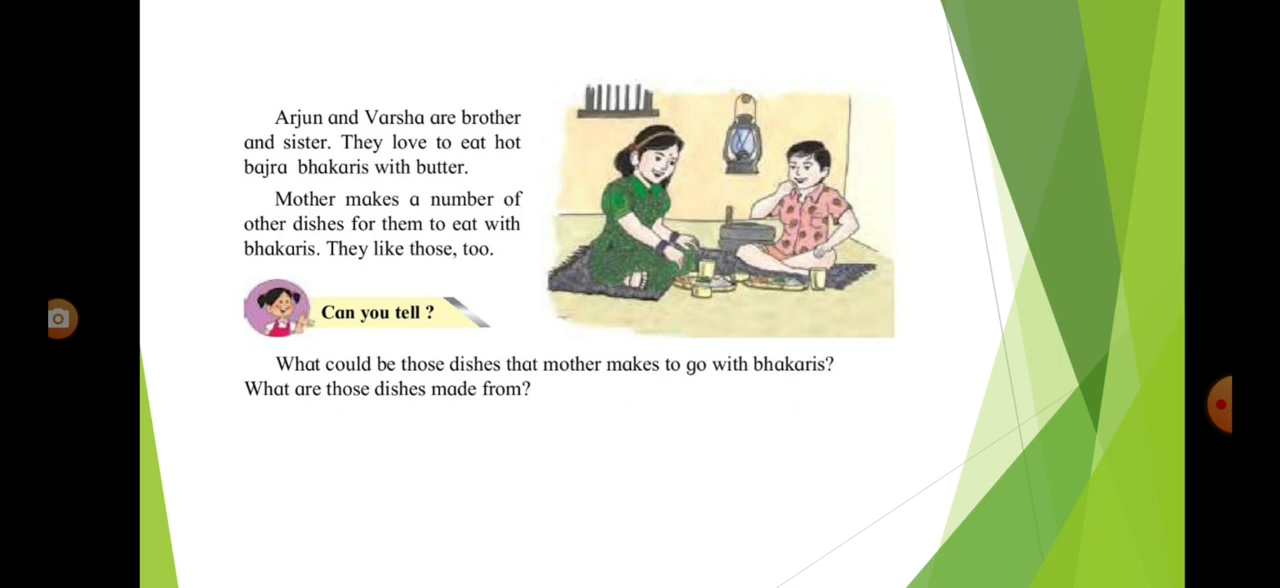 Arjun and Varsha are brother
and sister. They love to eat hot
bajra bhakaris with butter.
Mother makes a number of
other dishes for them to eat with
bhakaris. They like those, too.
Can you tell ?
What could be those dishes that mother makes to go with bhakaris?
What are those dishes made from?